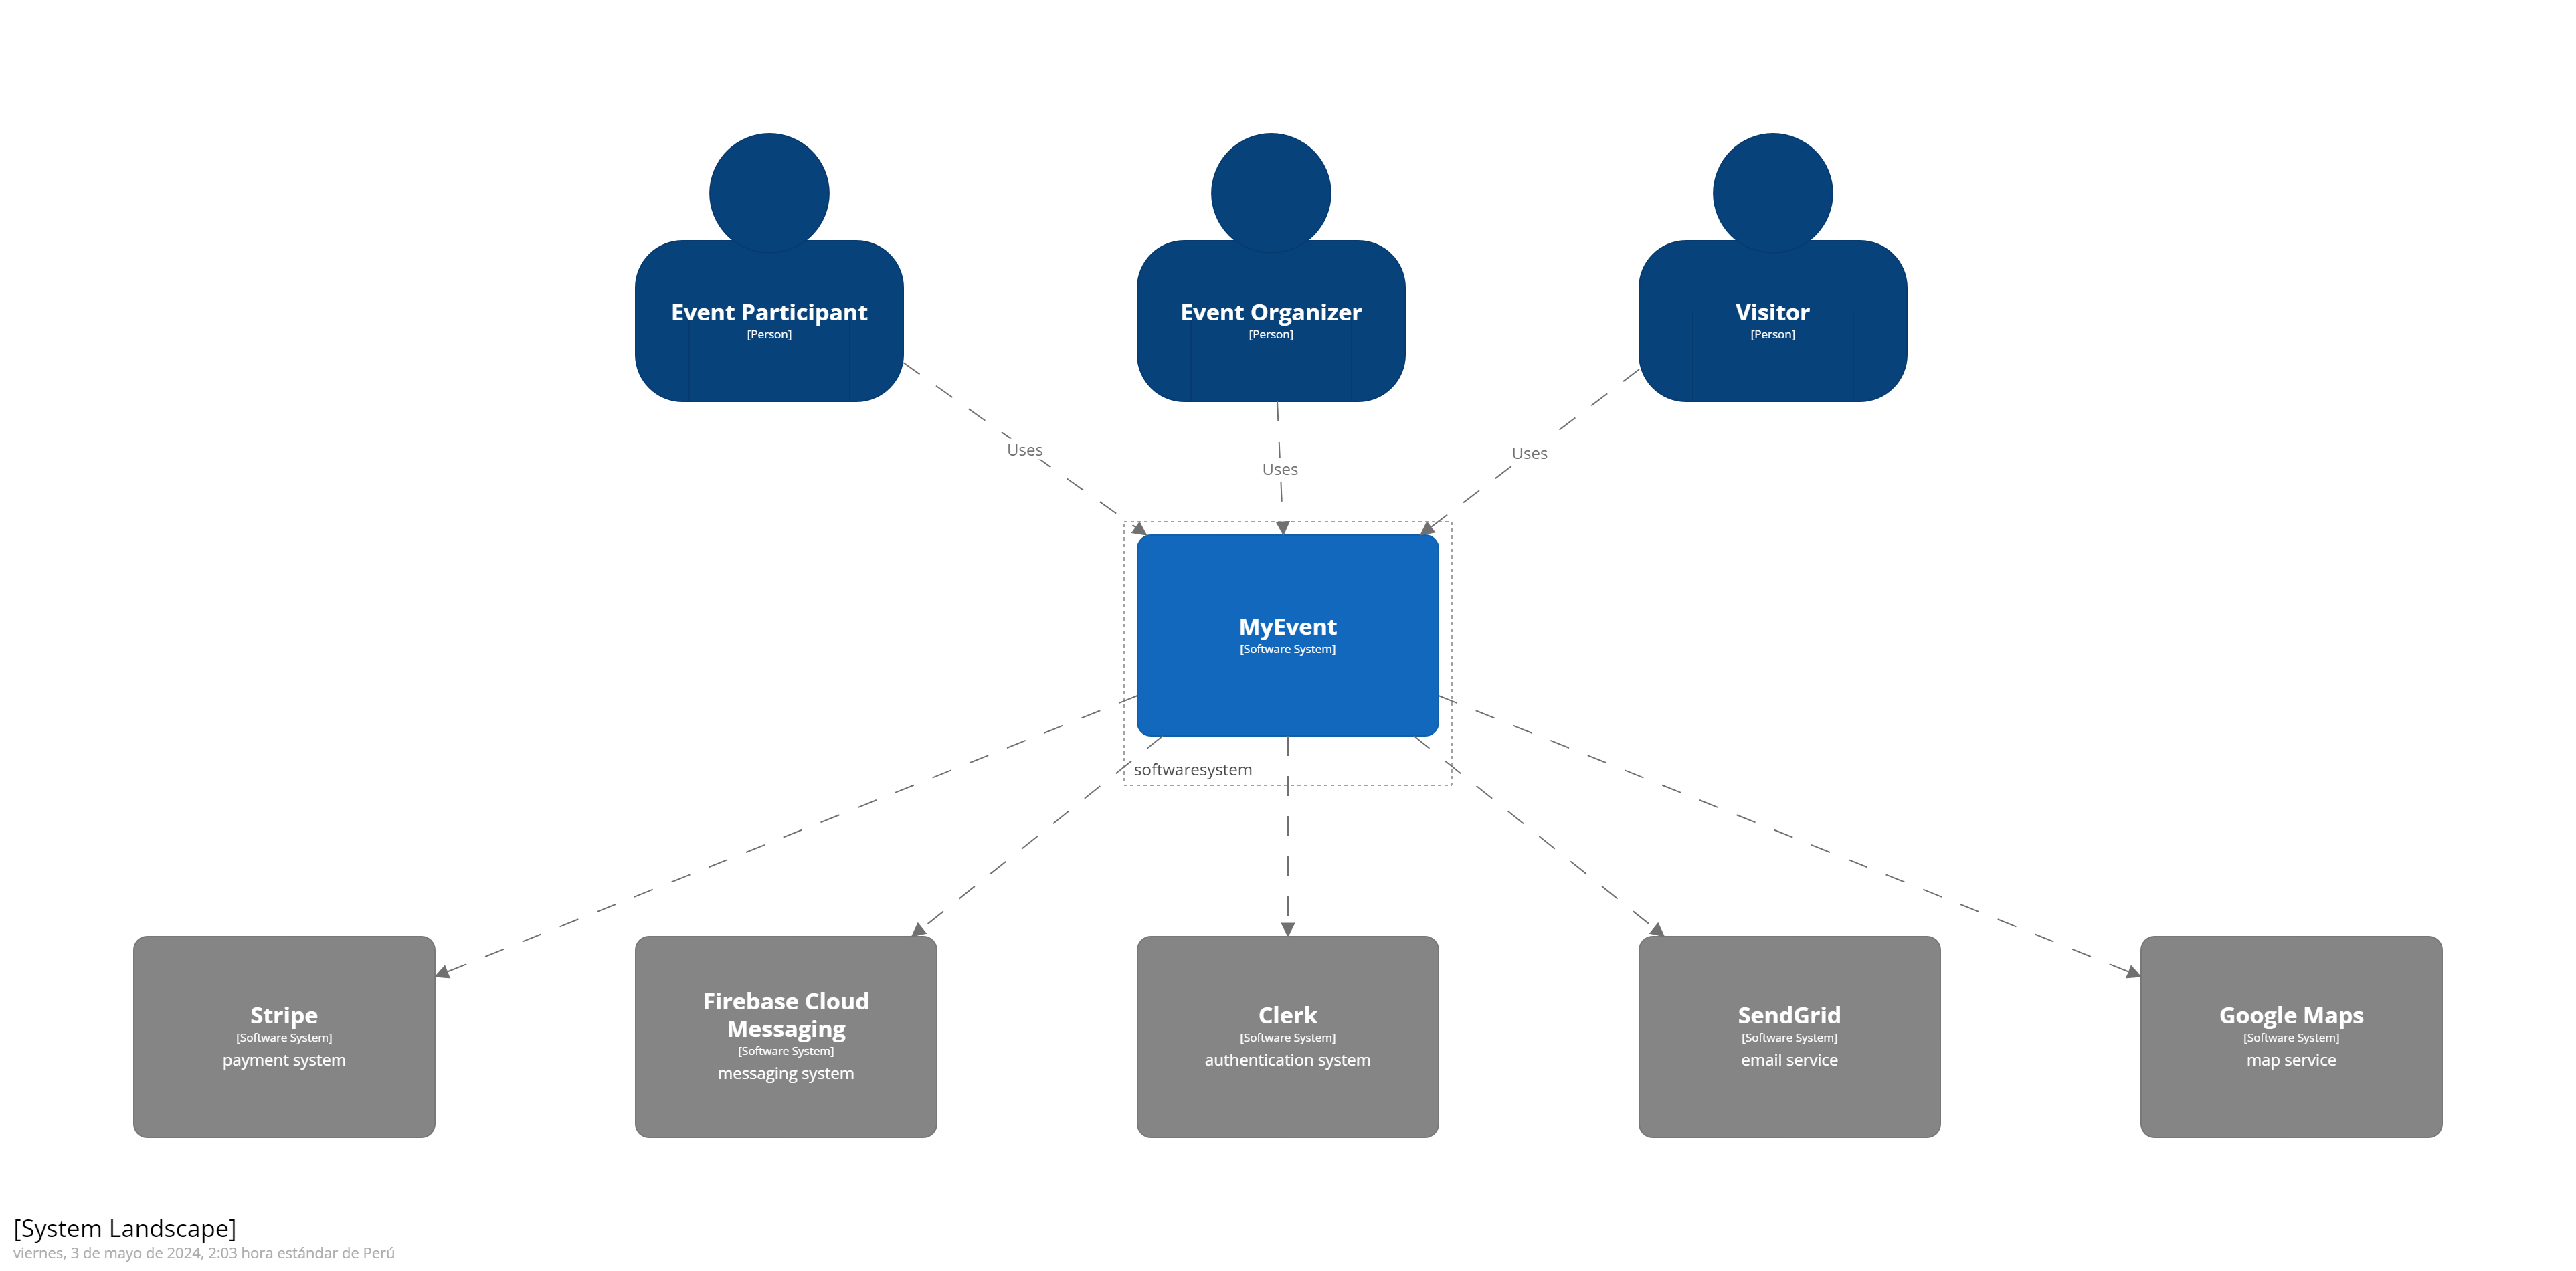 Event Participant
[Person]
Event Organizer
[Person]
Visitor
[Person]
Uses
Uses
Uses
MyEvent
[Software System]
softwaresystem
Stripe
[Software System]
payment system
Firebase Cloud
Messaging
[Software System]
messaging system
Clerk
[Software System]
authentication system
SendGrid
[Software System]
email service
Google Maps
[Software System]
map service
[System Landscape]
viernes, 3 de mayo de 2024, 2:03 hora estándar de Perú